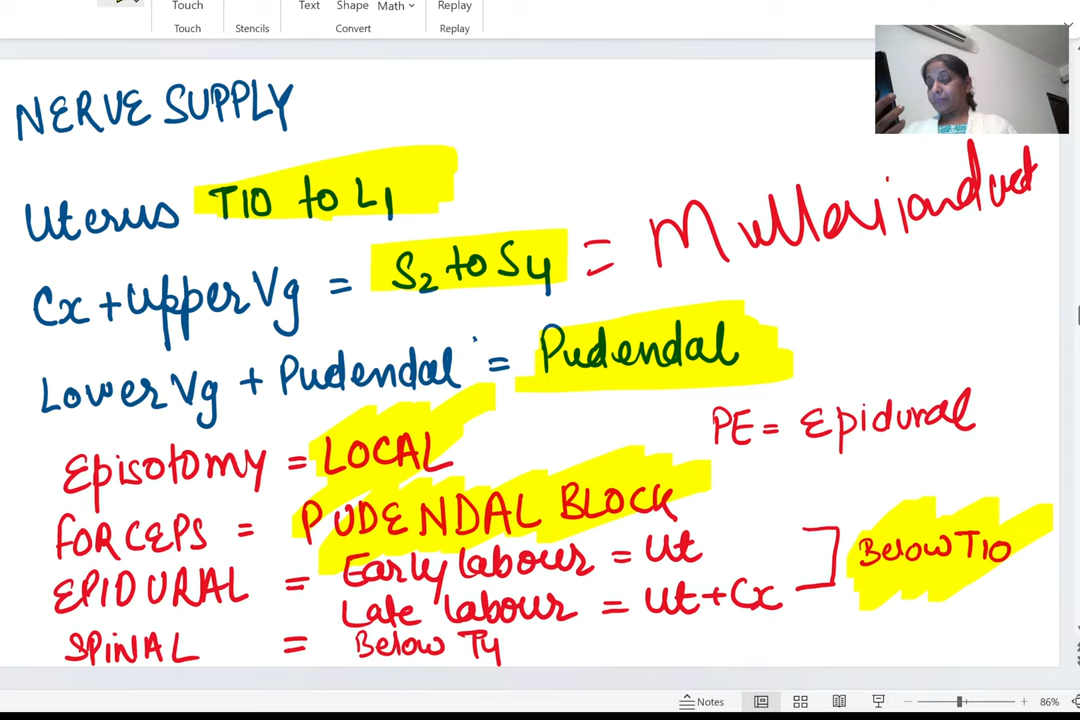 Touch Text Shape Math Replay
Touch Stencils Convert Replay
NERVE SUPPLY
Uterus T10 to L1
Cx + Upper Vg = S2 to S4 = Mullerian duct
Lower Vg + Pudendal = Pudendal
PE = Epidural
Episotomy = LOCAL
FORCEPS = PUDENDAL BLOCK
EPIDURAL = Early labour = Ut
Late labour = Ut + Cx
Below T10
SPINAL = Below T4
Notes 86%